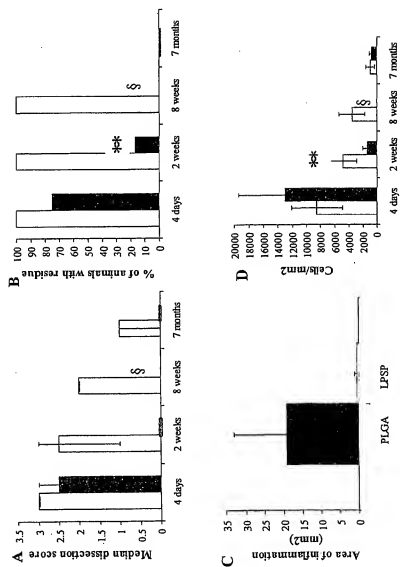 A
Median dissection score
3.5
3
2.5
2
1.5
1
0.5
0
4 days
2 weeks
8 weeks
7 months
§
B
% of animals with residue
100
90
80
70
60
50
40
30
20
10
0
4 days
2 weeks
8 weeks
7 months
**
§
C
Area of inflammation
(mm2)
35
30
25
20
15
10
5
0
PLGA
LPSP
D
Cells/mm2
20000
18000
16000
14000
12000
10000
8000
6000
4000
2000
0
4 days
2 weeks
8 weeks
7 months
**
§